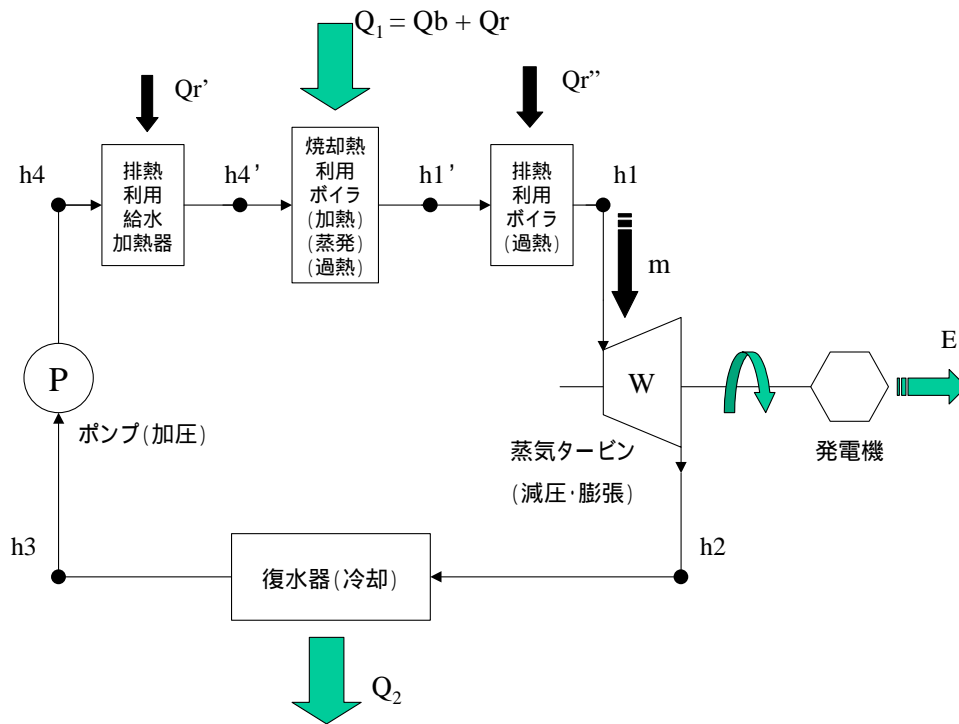 Q1 = Qb + Qr
Qr’
Qr”
h4
排熱
利用
給水
加熱器
h4’
焼却熱
利用
ボイラ
(加熱)
(蒸発)
(過熱)
h1’
排熱
利用
ボイラ
(過熱)
h1
m
P
ポンプ(加圧)
W
E
蒸気タービン
(減圧・膨張)
発電機
h3
復水器(冷却)
h2
Q2